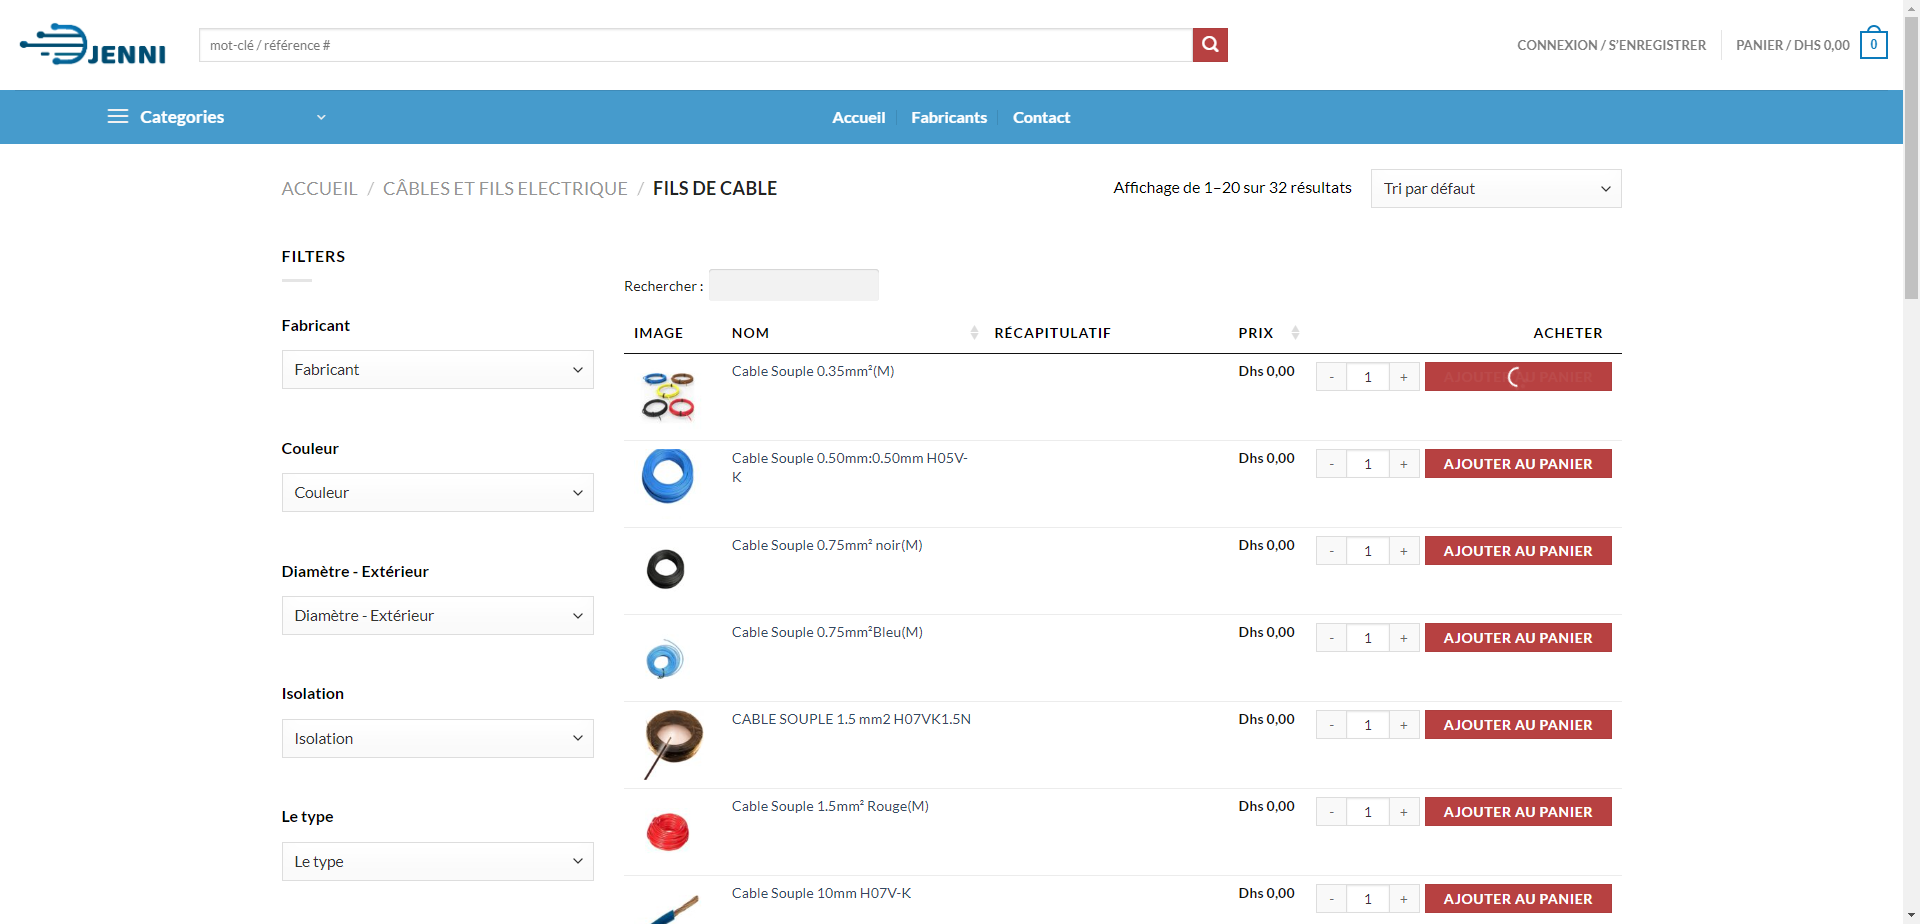 JENNI
mot-clé / référence #
CONNEXION / S'ENREGISTRER
PANIER / DHS 0,00
0
Categories
Accueil
Fabricants
Contact
ACCUEIL / CÂBLES ET FILS ELECTRIQUE / FILS DE CABLE
Affichage de 1–20 sur 32 résultats
Tri par défaut
FILTERS
Fabricant
Fabricant
Couleur
Couleur
Diamètre - Extérieur
Diamètre - Extérieur
Isolation
Isolation
Le type
Le type
Rechercher :
IMAGE NOM RÉCAPITULATIF PRIX ACHETER
Cable Souple 0.35mm²(M) Dhs 0,00 - 1 + AJOUTER AU PANIER
Cable Souple 0.50mm:0.50mm H05V- Dhs 0,00 - 1 + AJOUTER AU PANIER
K
Cable Souple 0.75mm² noir(M) Dhs 0,00 - 1 + AJOUTER AU PANIER
Cable Souple 0.75mm²Bleu(M) Dhs 0,00 - 1 + AJOUTER AU PANIER
CABLE SOUPLE 1.5 mm2 H07VK1.5N Dhs 0,00 - 1 + AJOUTER AU PANIER
Cable Souple 1.5mm² Rouge(M) Dhs 0,00 - 1 + AJOUTER AU PANIER
Cable Souple 10mm H07V-K Dhs 0,00 - 1 + AJOUTER AU PANIER